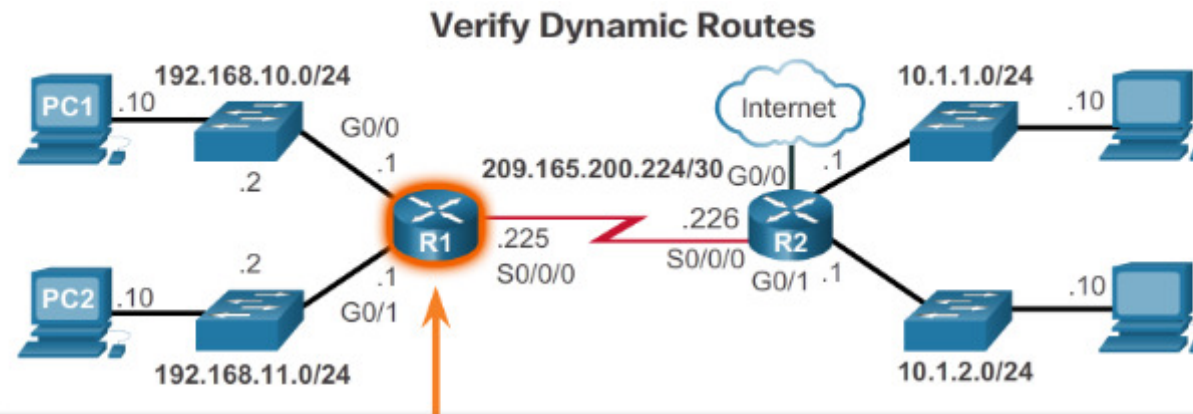 Verify Dynamic Routes
192.168.10.0/24
10.1.1.0/24
PC1
.10
Internet
.10
G0/0
.1
.2
209.165.200.224/30
G0/0
.1
R1
.225
S0/0/0
.226
S0/0/0
R2
G0/1
.1
PC2
.10
.2
.1
G0/1
.10
192.168.11.0/24
10.1.2.0/24